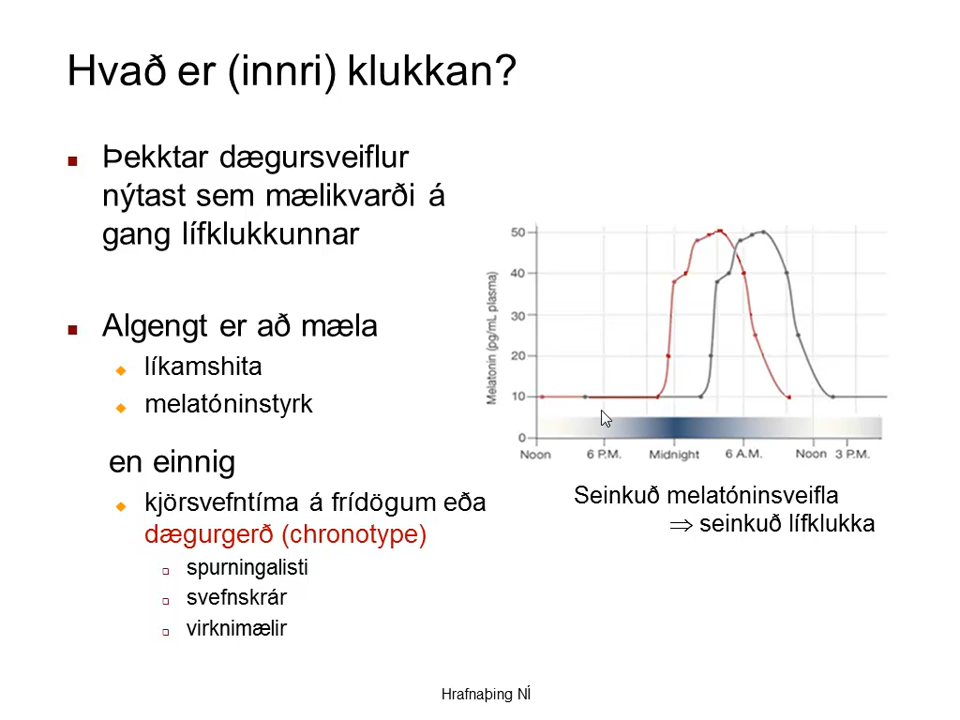 Hvað er (innri) klukkan?
Þekktar dægursveiflur
nýtast sem mælikvarði á
gang lífklukkunnar
Algengt er að mæla
líkamshita
melatóninstyrk
en einnig
kjörsvefntíma á frídögum eða
dægurgerð (chronotype)
spurningalisti
svefnskrár
virknimælir
Melatonin (pg/mL plasma)
50
40
30
20
10
0
Noon 6 P.M. Midnight 6 A.M. Noon 3 P.M.
Seinkuð melatóninsveifla
⇒ seinkuð lífklukka
Hrafnaþing NÍ